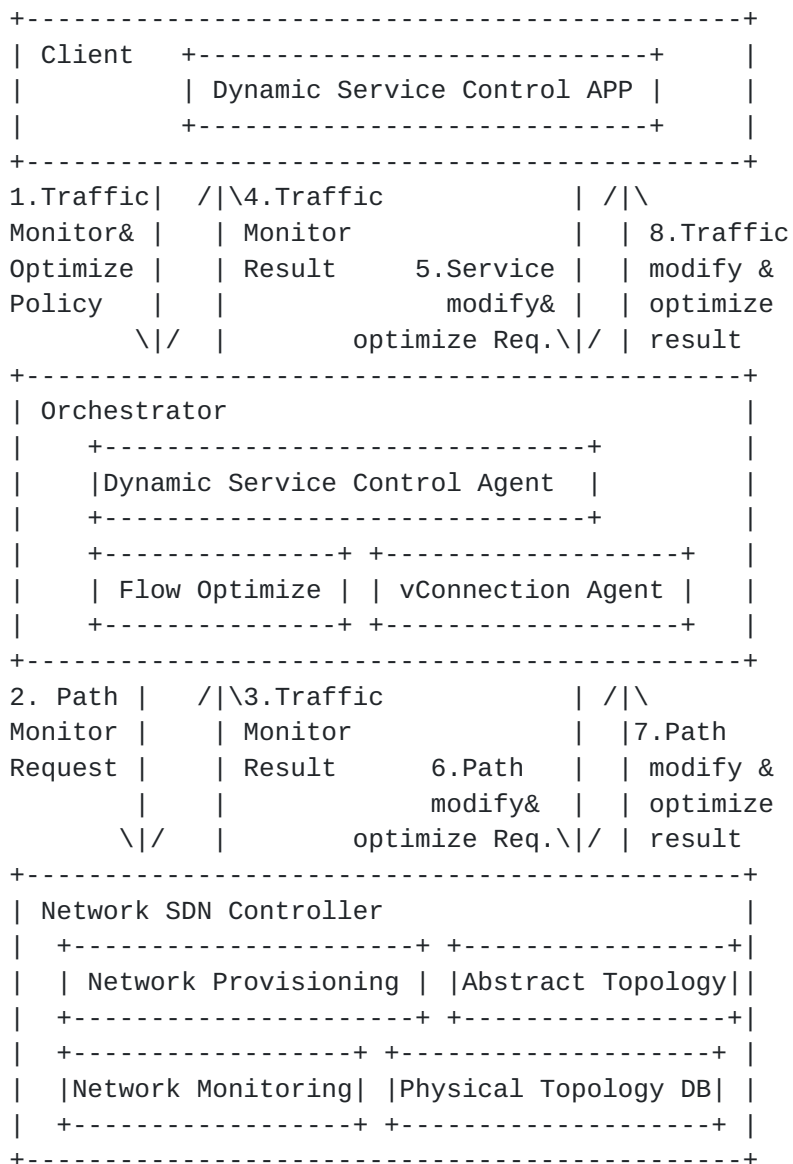 +----------------------------------------------+
| Client   +-----------------------------+     |
|          | Dynamic Service Control APP |     |
|          +-----------------------------+     |
+----------------------------------------------+
1.Traffic|  /|\4.Traffic            | /|\
Monitor& |   | Monitor              |  | 8.Traffic
Optimize |   | Result     5.Service |  | modify &
Policy   |   |              modify& |  | optimize
        \|/  |        optimize Req.\|/ | result
+----------------------------------------------+
| Orchestrator                                 |
|    +-------------------------------+         |
|    |Dynamic Service Control Agent  |         |
|    +-------------------------------+         |
|    +---------------+ +-------------------+   |
|    | Flow Optimize | | vConnection Agent |   |
|    +---------------+ +-------------------+   |
+----------------------------------------------+
2. Path |   /|\3.Traffic            | /|\
Monitor |    | Monitor              |  |7.Path
Request |    | Result      6.Path   |  | modify &
        |    |             modify&  |  | optimize
       \|/   |        optimize Req.\|/ | result
+----------------------------------------------+
| Network SDN Controller                       |
|  +----------------------+ +-----------------+|
|  | Network Provisioning | |Abstract Topology||
|  +----------------------+ +-----------------+|
|  +------------------+ +--------------------+ |
|  |Network Monitoring| |Physical Topology DB| |
|  +------------------+ +--------------------+ |
+----------------------------------------------+